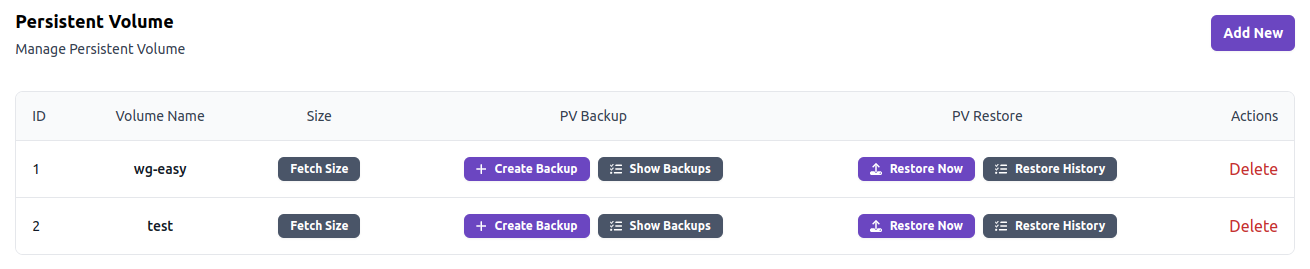 Persistent Volume
Manage Persistent Volume
Add New
ID Volume Name Size PV Backup PV Restore Actions
1 wg-easy Fetch Size Create Backup Show Backups Restore Now Restore History Delete
2 test Fetch Size Create Backup Show Backups Restore Now Restore History Delete